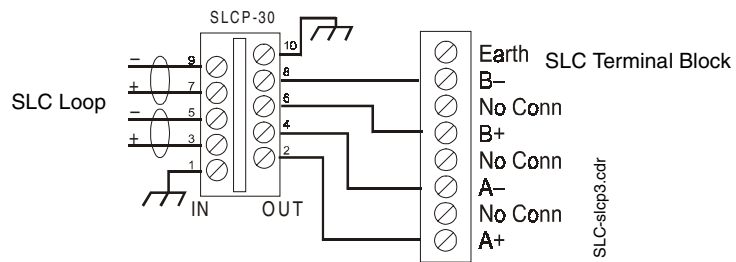 SLCP-30
SLC Loop
−
+
−
+
9
7
5
3
1
10
8
6
4
2
IN OUT
Earth
B–
No Conn
B+
No Conn
A–
No Conn
A+
SLC Terminal Block
SLC-slcp3.cdr